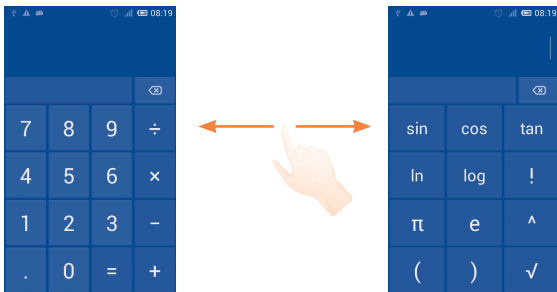 08:19
7 8 9 ÷
4 5 6 ×
1 2 3 −
. 0 = +
08:19
sin cos tan
ln log !
π e ^
( ) √